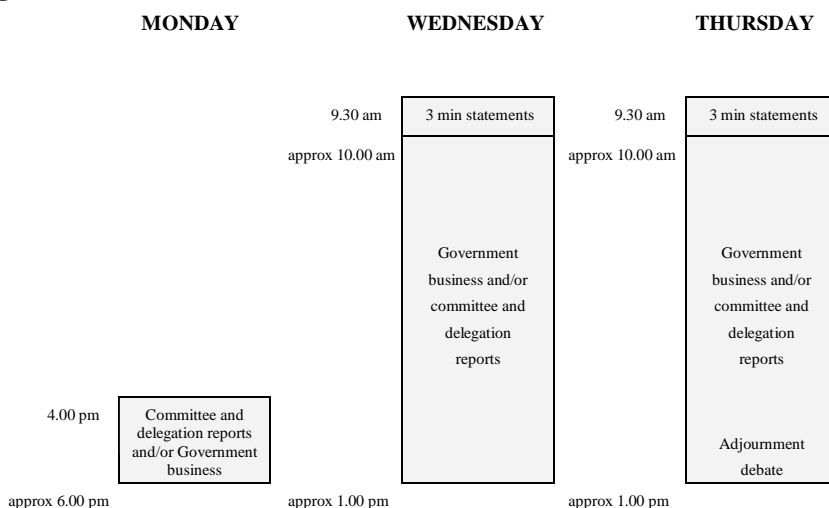 MONDAY
WEDNESDAY
THURSDAY
9.30 am
3 min statements
9.30 am
3 min statements
approx 10.00 am
approx 10.00 am
Government
business and/or
committee and
delegation
reports
Government
business and/or
committee and
delegation
reports
4.00 pm
Committee and
delegation reports
and/or Government
business
Adjournment
debate
approx 6.00 pm
approx 1.00 pm
approx 1.00 pm